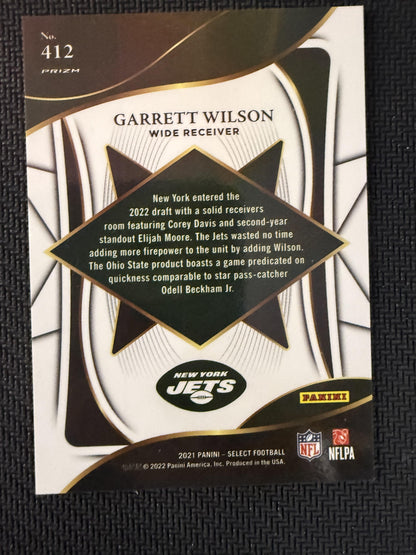 No.
412
PRIZM
GARRETT WILSON
WIDE RECEIVER
New York entered the
2022 draft with a solid receivers
room featuring Corey Davis and second-year
standout Elijah Moore. The Jets wasted no time
adding more firepower to the unit by adding Wilson.
The Ohio State product boasts a game predicated on
quickness comparable to star pass-catcher
Odell Beckham Jr.
NEW YORK
JETS
PANINI
NFL
NFLPA
2021 PANINI - SELECT FOOTBALL
© 2022 Panini America, Inc. Produced in the USA.